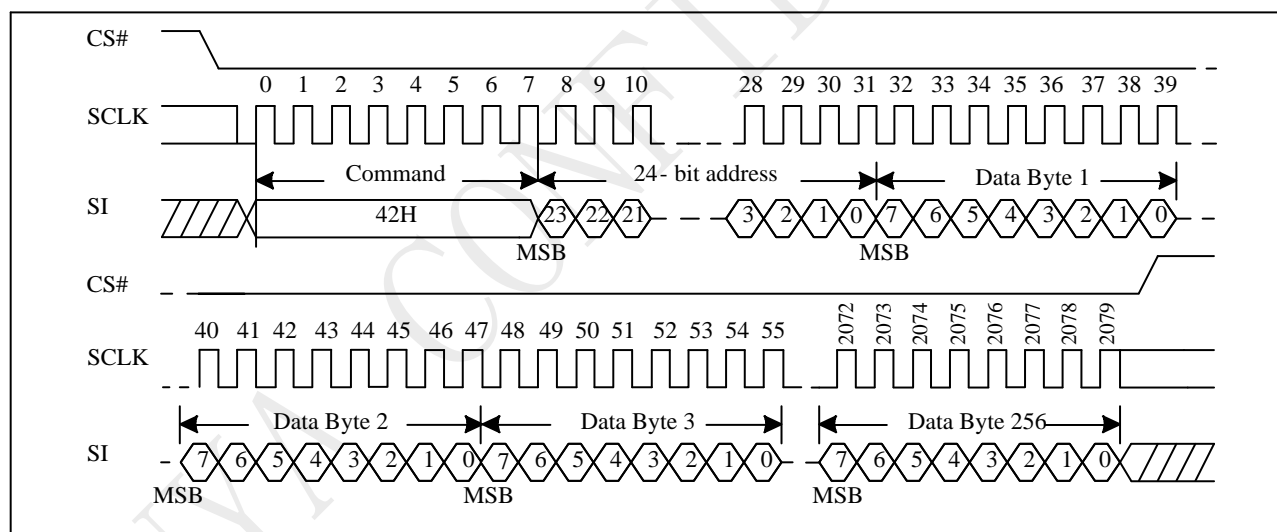 CS#
0 1 2 3 4 5 6 7 8 9 10 28 29 30 31 32 33 34 35 36 37 38 39
SCLK
Command 24- bit address Data Byte 1
SI 42H 23 22 21 3 2 1 0 7 6 5 4 3 2 1 0
MSB MSB
CS#
40 41 42 43 44 45 46 47 48 49 50 51 52 53 54 55 2072 2073 2074 2075 2076 2077 2078 2079
SCLK
Data Byte 2 Data Byte 3 Data Byte 256
SI 7 6 5 4 3 2 1 0 7 6 5 4 3 2 1 0 7 6 5 4 3 2 1 0
MSB MSB MSB